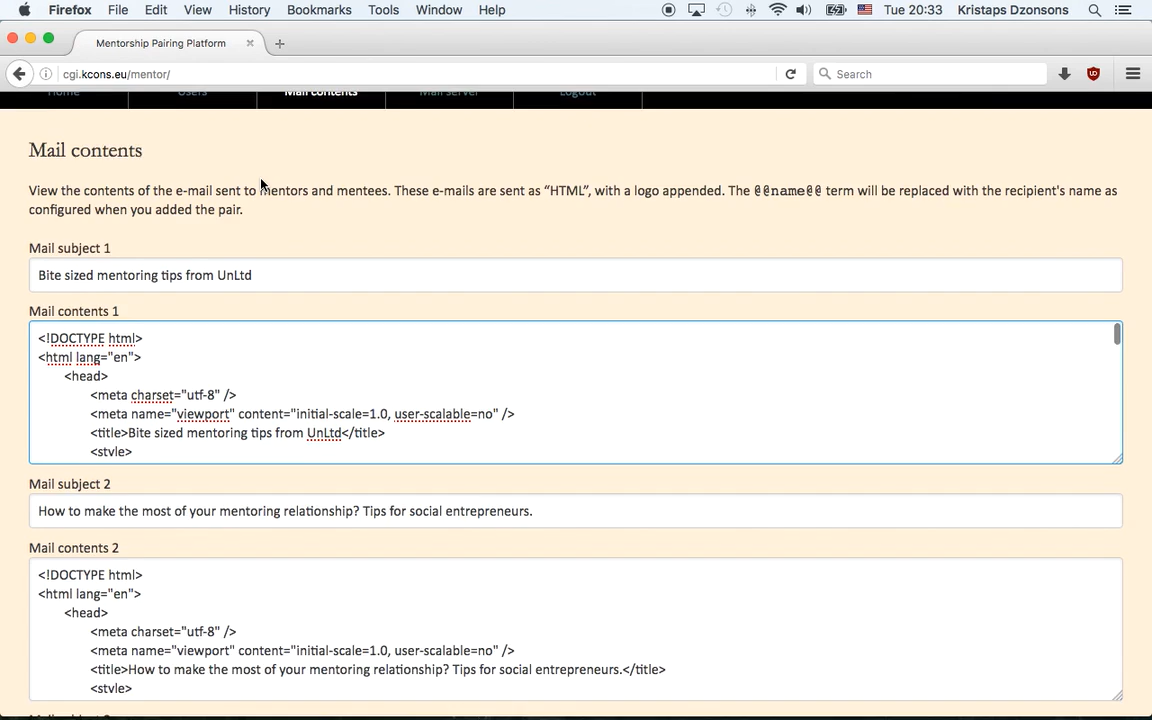 Firefox File Edit View History Bookmarks Tools Window Help Tue 20:33 Kristaps Dzonsons
Mentorship Pairing Platform
cgi.kcons.eu/mentor/ Search
Home Users Mail contents Mail server Logout
Mail contents
View the contents of the e-mail sent to mentors and mentees. These e-mails are sent as “HTML”, with a logo appended. The @@name@@ term will be replaced with the recipient's name as
configured when you added the pair.
Mail subject 1
Bite sized mentoring tips from UnLtd
Mail contents 1
<!DOCTYPE html>
<html lang="en">
<head>
<meta charset="utf-8" />
<meta name="viewport" content="initial-scale=1.0, user-scalable=no" />
<title>Bite sized mentoring tips from UnLtd</title>
<style>
Mail subject 2
How to make the most of your mentoring relationship? Tips for social entrepreneurs.
Mail contents 2
<!DOCTYPE html>
<html lang="en">
<head>
<meta charset="utf-8" />
<meta name="viewport" content="initial-scale=1.0, user-scalable=no" />
<title>How to make the most of your mentoring relationship? Tips for social entrepreneurs.</title>
<style>